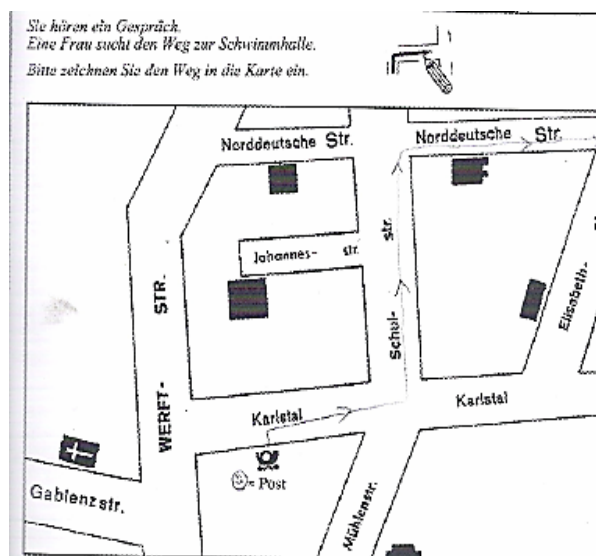 Sie hören ein Gespräch.
Eine Frau sucht den Weg zur Schwimmhalle.
Bitte zeichnen Sie den Weg in die Karte ein.
Norddeutsche Str.
Norddeutsche Str.
Johannes- str.
Schul- str.
WERFT- STR.
Elisabeth-
Karlstal
Karlstal
= Post
Gablenzstr.
Mühlenstr.